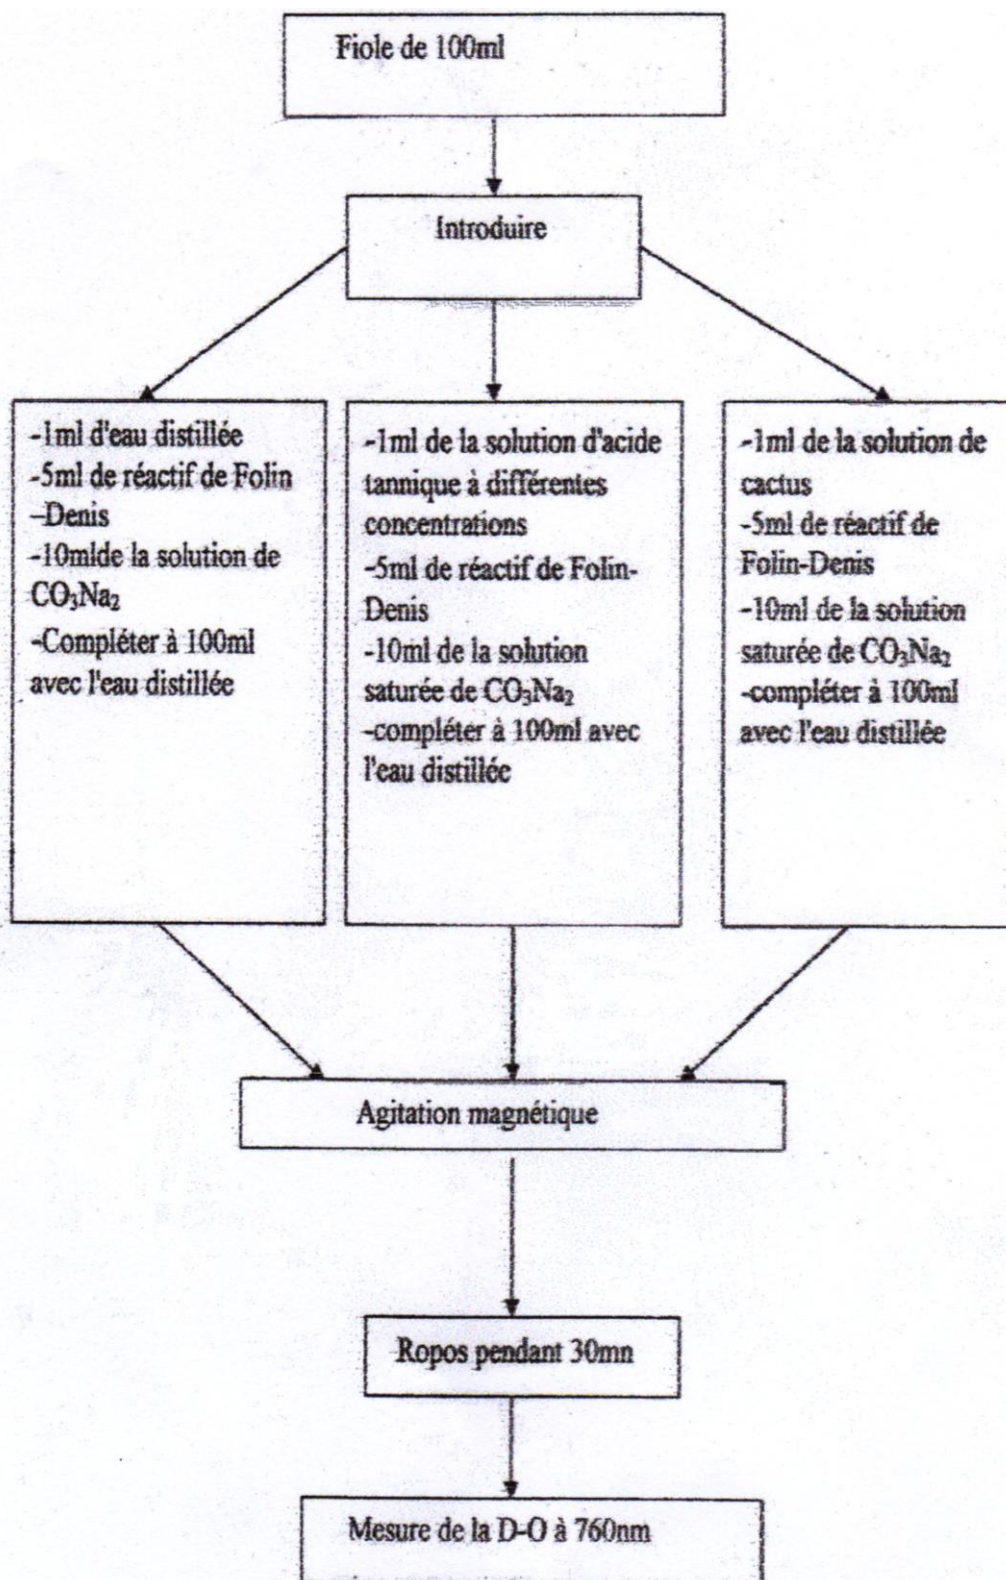 Fiole de 100ml
Introduire
-1ml d'eau distillée
-5ml de réactif de Folin
–Denis
-10mlde la solution de
CO₃Na₂
-Compléter à 100ml
avec l'eau distillée
-1ml de la solution d'acide
tannique à différentes
concentrations
-5ml de réactif de Folin-
Denis
-10ml de la solution
saturée de CO₃Na₂
-compléter à 100ml avec
l'eau distillée
-1ml de la solution de
cactus
-5ml de réactif de
Folin-Denis
-10ml de la solution
saturée de CO₃Na₂
-compléter à 100ml
avec l'eau distillée
Agitation magnétique
Ropos pendant 30mn
Mesure de la D-O à 760nm